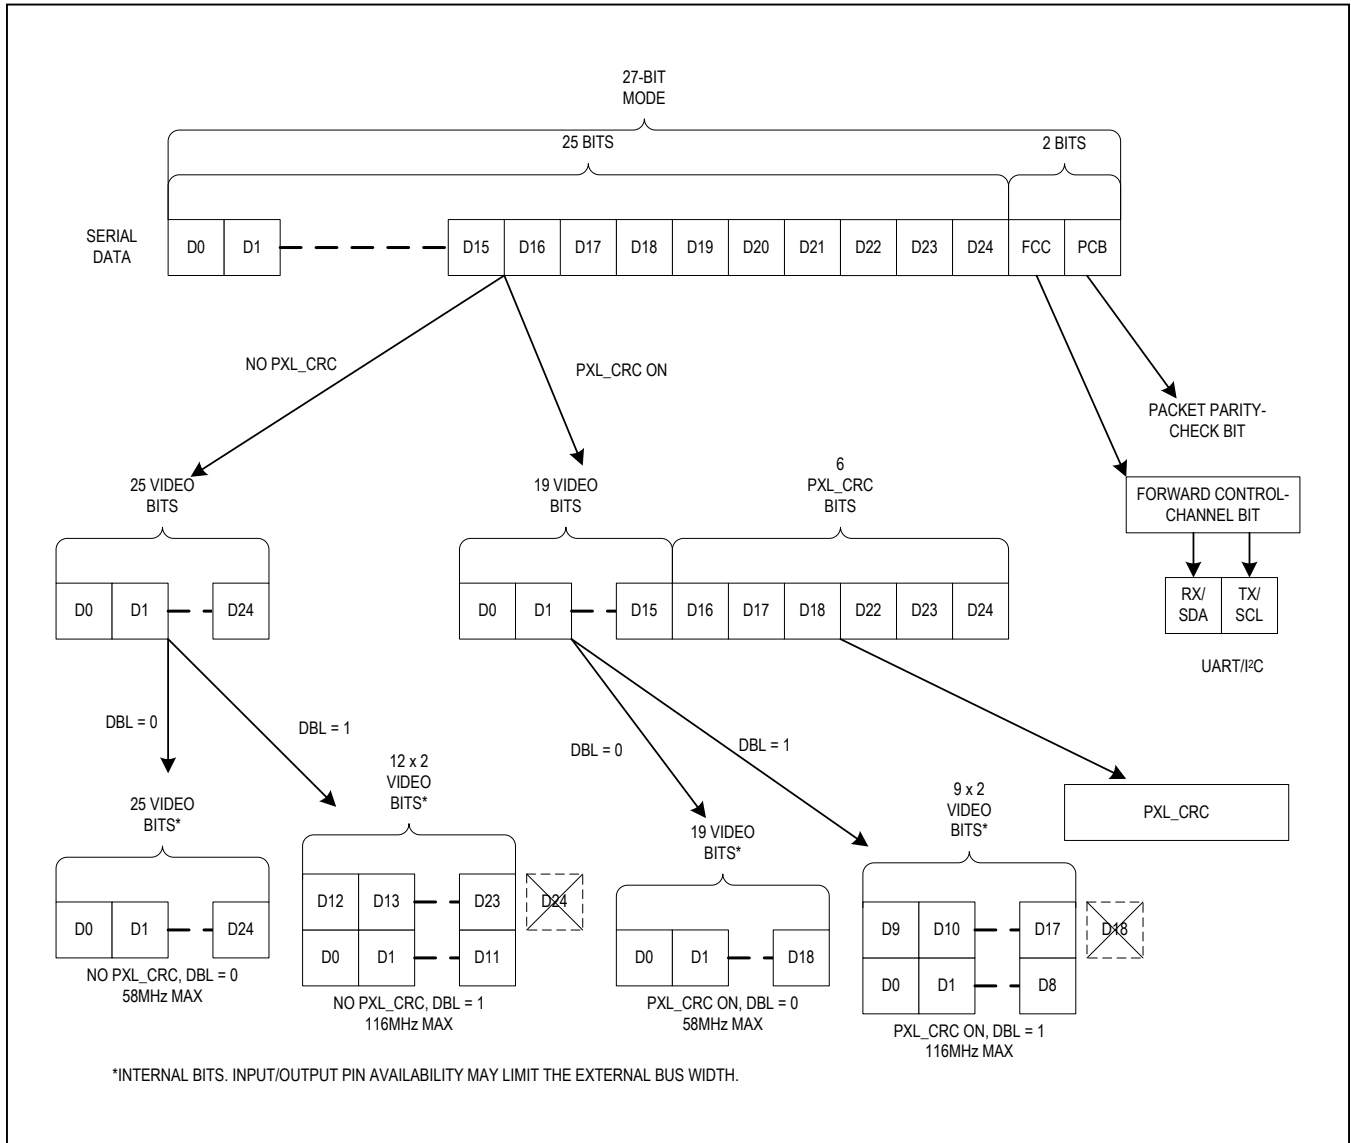 27-BIT
MODE
25 BITS
2 BITS
SERIAL
DATA
D0 D1 D15 D16 D17 D18 D19 D20 D21 D22 D23 D24 FCC PCB
NO PXL_CRC
PXL_CRC ON
PACKET PARITY-
CHECK BIT
25 VIDEO
BITS
19 VIDEO
BITS
6
PXL_CRC
BITS
FORWARD CONTROL-
CHANNEL BIT
D0 D1 D24
D0 D1 D15 D16 D17 D18 D22 D23 D24
RX/
SDA
TX/
SCL
UART/I²C
DBL = 0
DBL = 1
DBL = 0
DBL = 1
25 VIDEO
BITS*
12 x 2
VIDEO
BITS*
19 VIDEO
BITS*
9 x 2
VIDEO
BITS*
PXL_CRC
D0 D1 D24
NO PXL_CRC, DBL = 0
58MHz MAX
D12 D13 D23 D24
D0 D1 D11
NO PXL_CRC, DBL = 1
116MHz MAX
D0 D1 D18
PXL_CRC ON, DBL = 0
58MHz MAX
D9 D10 D17 D18
D0 D1 D8
PXL_CRC ON, DBL = 1
116MHz MAX
*INTERNAL BITS. INPUT/OUTPUT PIN AVAILABILITY MAY LIMIT THE EXTERNAL BUS WIDTH.